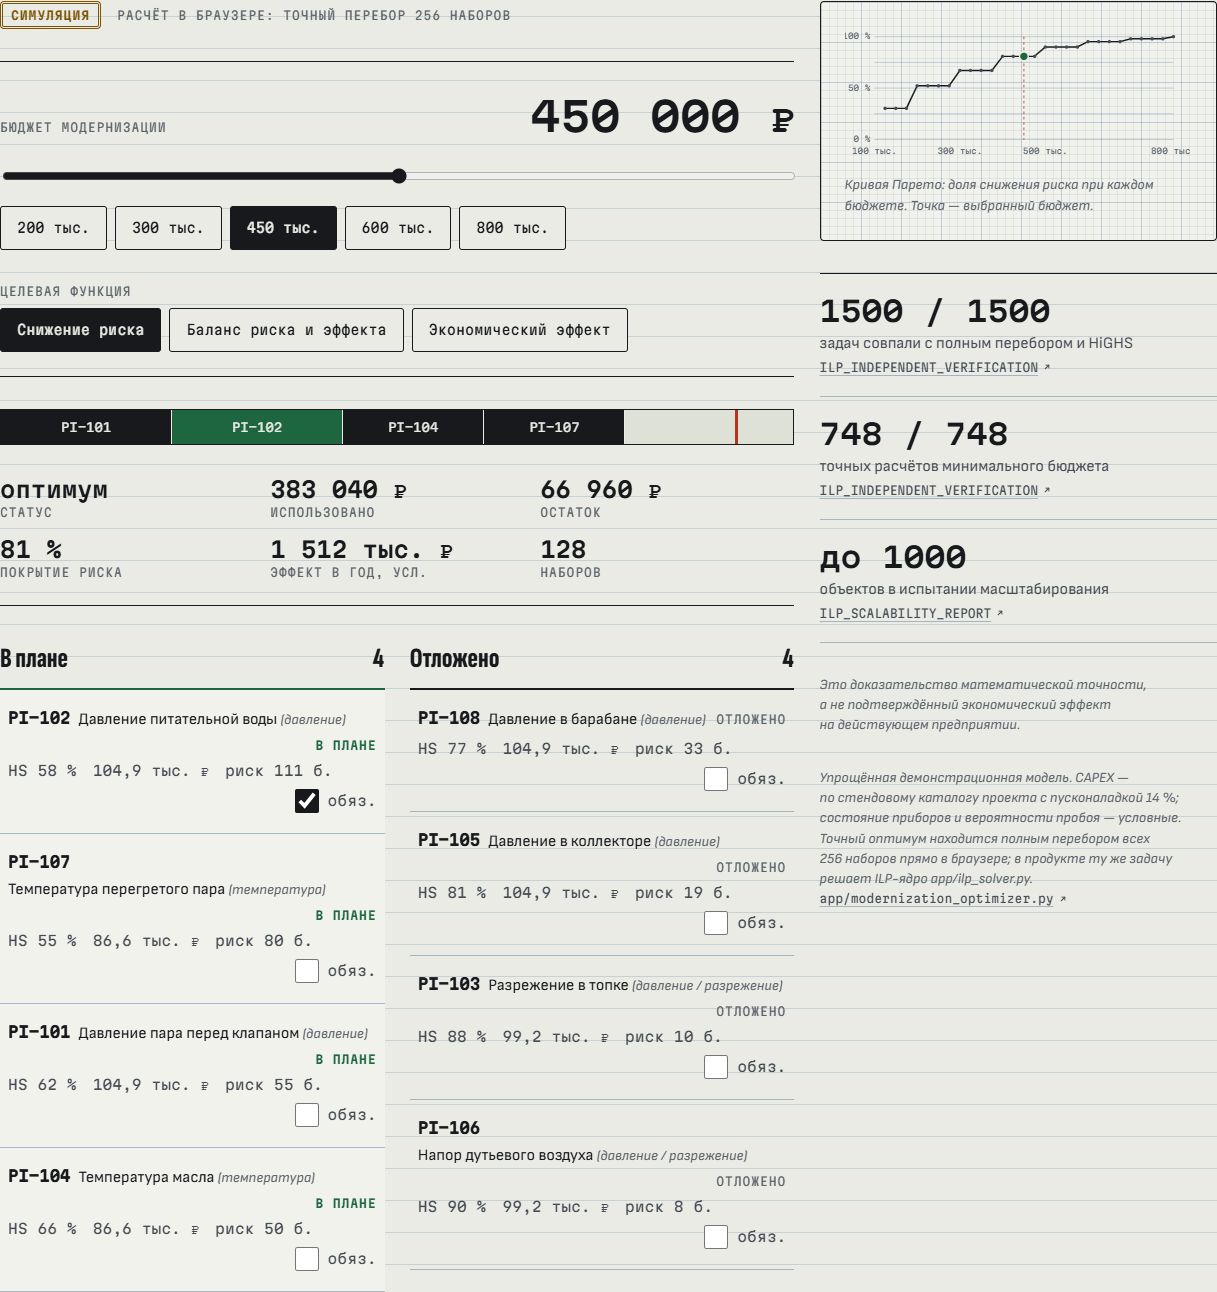 СИМУЛЯЦИЯ РАСЧЁТ В БРАУЗЕРЕ: ТОЧНЫЙ ПЕРЕБОР 256 НАБОРОВ
БЮДЖЕТ МОДЕРНИЗАЦИИ 450 000 ₽
200 тыс. 300 тыс. 450 тыс. 600 тыс. 800 тыс.
ЦЕЛЕВАЯ ФУНКЦИЯ
Снижение риска Баланс риска и эффекта Экономический эффект
PI-101 PI-102 PI-104 PI-107
оптимум 383 040 ₽ 66 960 ₽
СТАТУС ИСПОЛЬЗОВАНО ОСТАТОК
81 % 1 512 тыс. ₽ 128
ПОКРЫТИЕ РИСКА ЭФФЕКТ В ГОД, УСЛ. НАБОРОВ
В плане 4
PI-102 Давление питательной воды (давление)
В ПЛАНЕ
HS 58 % 104,9 тыс. ₽ риск 111 б.
обяз.
PI-107
Температура перегретого пара (температура)
В ПЛАНЕ
HS 55 % 86,6 тыс. ₽ риск 80 б.
обяз.
PI-101 Давление пара перед клапаном (давление)
В ПЛАНЕ
HS 62 % 104,9 тыс. ₽ риск 55 б.
обяз.
PI-104 Температура масла (температура)
В ПЛАНЕ
HS 66 % 86,6 тыс. ₽ риск 50 б.
обяз.
Отложено 4
PI-108 Давление в барабане (давление) ОТЛОЖЕНО
HS 77 % 104,9 тыс. ₽ риск 33 б.
обяз.
PI-105 Давление в коллекторе (давление)
ОТЛОЖЕНО
HS 81 % 104,9 тыс. ₽ риск 19 б.
обяз.
PI-103 Разрежение в топке (давление / разрежение)
ОТЛОЖЕНО
HS 88 % 99,2 тыс. ₽ риск 10 б.
обяз.
PI-106
Напор дутьевого воздуха (давление / разрежение)
ОТЛОЖЕНО
HS 90 % 99,2 тыс. ₽ риск 8 б.
обяз.
100 %
50 %
0 %
100 тыс. 300 тыс. 500 тыс. 800 тыс
Кривая Парето: доля снижения риска при каждом
бюджете. Точка — выбранный бюджет.
1500 / 1500
задач совпали с полным перебором и HiGHS
ILP_INDEPENDENT_VERIFICATION ↗
748 / 748
точных расчётов минимального бюджета
ILP_INDEPENDENT_VERIFICATION ↗
до 1000
объектов в испытании масштабирования
ILP_SCALABILITY_REPORT ↗
Это доказательство математической точности,
а не подтверждённый экономический эффект
на действующем предприятии.
Упрощённая демонстрационная модель. CAPEX —
по стендовому каталогу проекта с пусконаладкой 14 %;
состояние приборов и вероятности пробоя — условные.
Точный оптимум находится полным перебором всех
256 наборов прямо в браузере; в продукте ту же задачу
решает ILP-ядро app/ilp_solver.py.
app/modernization_optimizer.py ↗